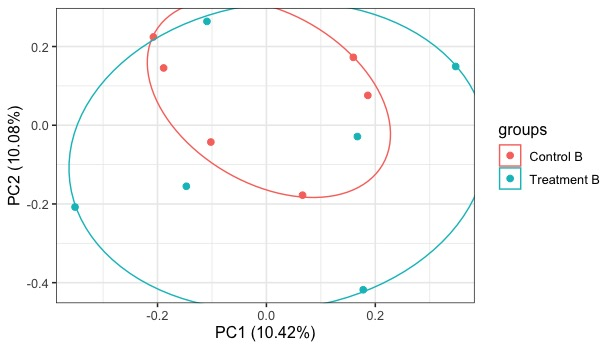 0.2
0.0
-0.2
-0.4
PC2 (10.08%)
-0.2
0.0
0.2
PC1 (10.42%)
groups
Control B
Treatment B